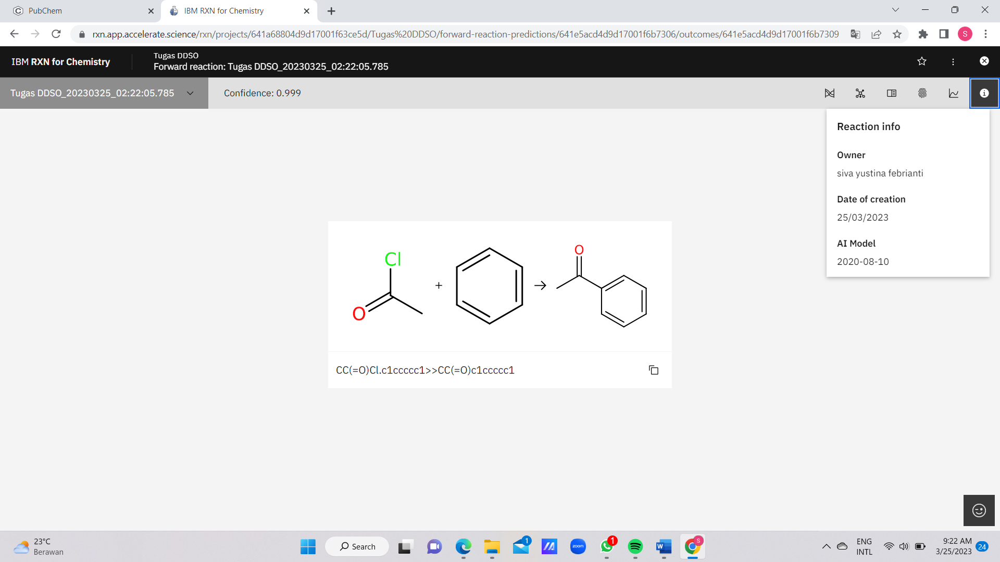 PubChem
IBM RXN for Chemistry
rxn.app.accelerate.science/rxn/projects/641a68804d9d17001f63ce5d/Tugas%20DDSO/forward-reaction-predictions/641e5acd4d9d17001f6b7306/outcomes/641e5acd4d9d17001f6b7309
S
IBM RXN for Chemistry
Tugas DDSO
Forward reaction: Tugas DDSO_20230325_02:22:05.785
Tugas DDSO_20230325_02:22:05.785
Confidence: 0.999
Reaction info
Owner
siva yustina febrianti
Date of creation
25/03/2023
AI Model
2020-08-10
Cl
O
+
O
CC(=O)Cl.c1ccccc1>>CC(=O)c1ccccc1
23°C
Berawan
Search
1
zoom
1
W
S
ENG
INTL
9:22 AM
3/25/2023
24